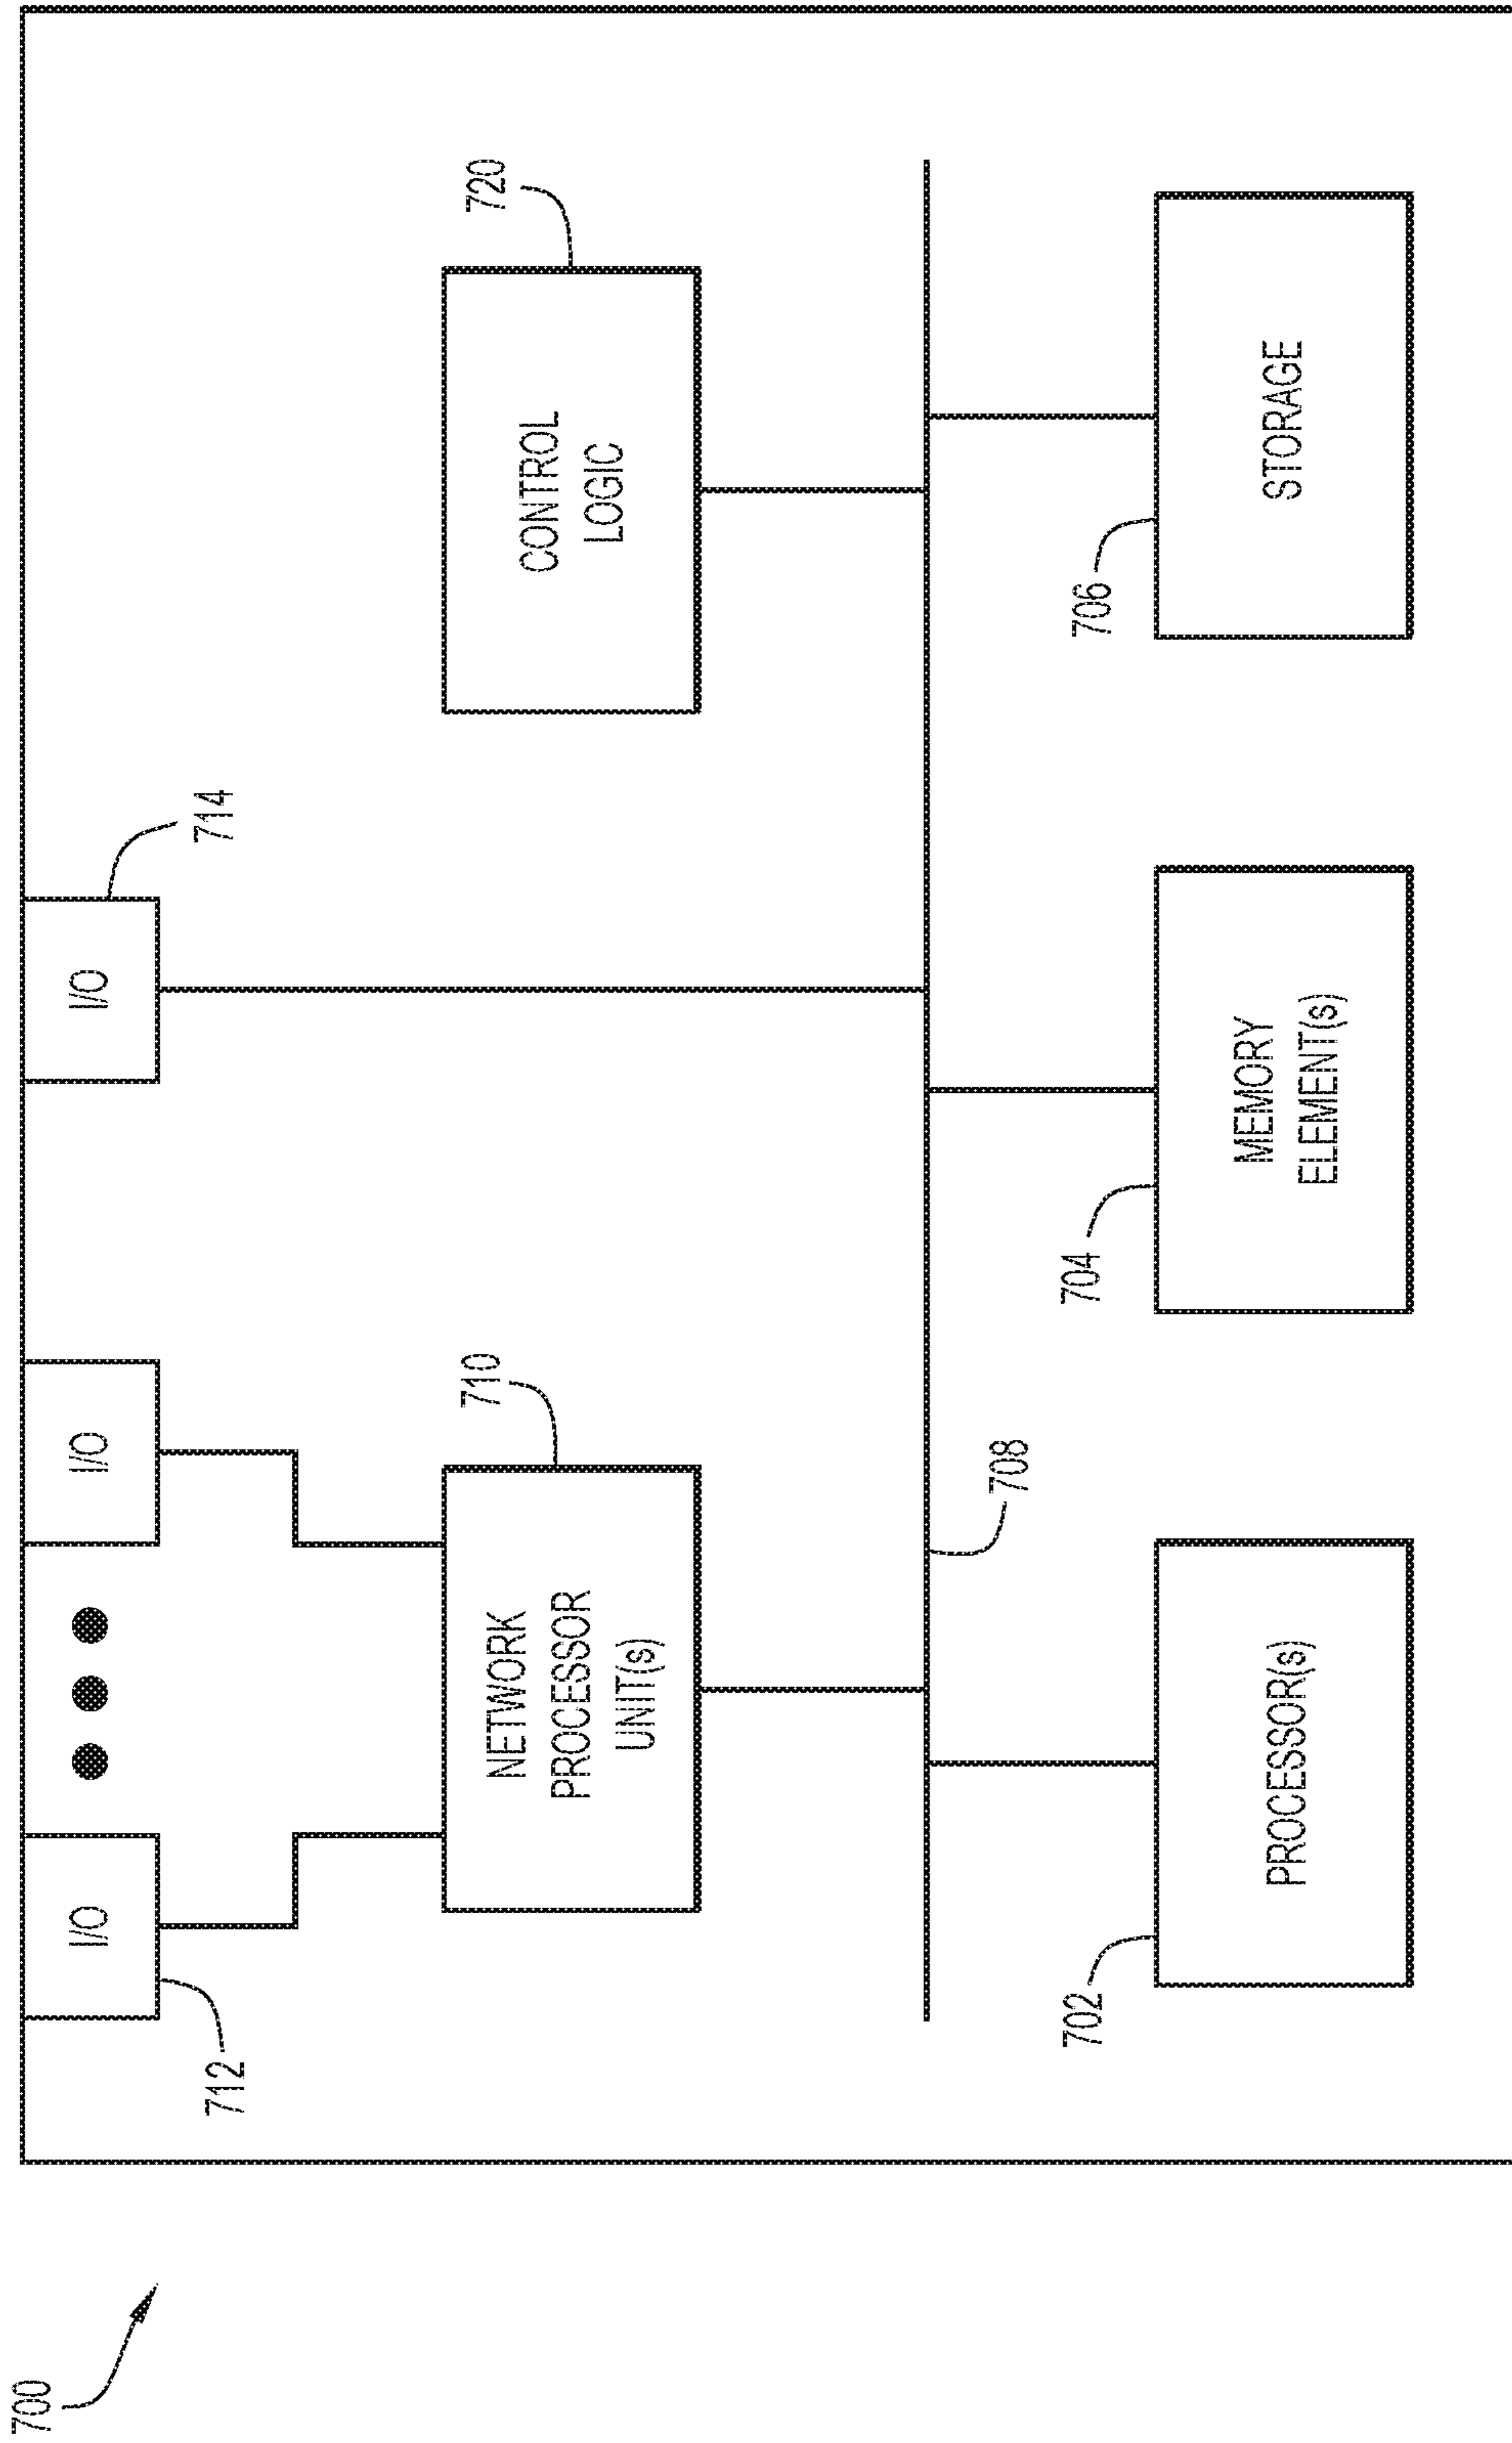 700
712
I/O
I/O
I/O
714
710
NETWORK
PROCESSOR
UNIT(s)
720
CONTROL
LOGIC
708
702
PROCESSOR(s)
704
MEMORY
ELEMENT(s)
706
STORAGE